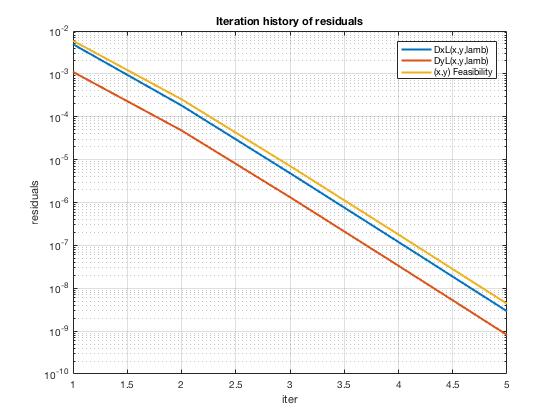 Iteration history of residuals
10^-2
10^-3
10^-4
10^-5
10^-6
10^-7
10^-8
10^-9
10^-10
residuals
DxL(x,y,lamb)
DyL(x,y,lamb)
(x,y) Feasibility
1 1.5 2 2.5 3 3.5 4 4.5 5
iter